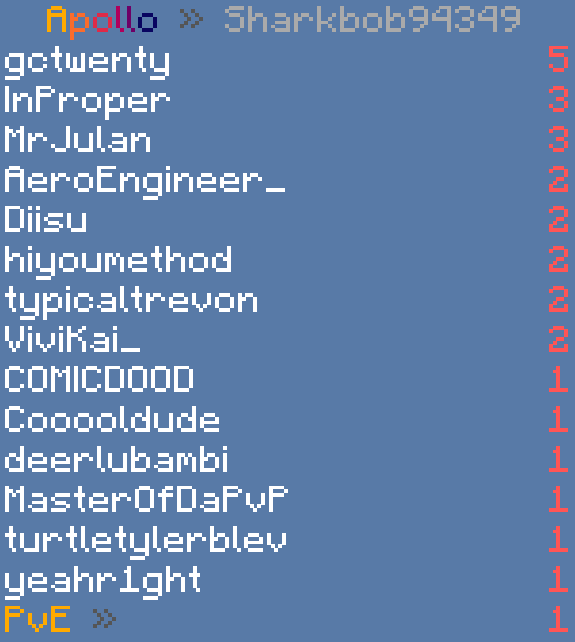 Apollo » Sharkbob94349
gctwenty 5
InProper 3
MrJulan 3
AeroEngineer_ 2
Diisu 2
hiyoumethod 2
typicaltrevon 2
ViviKai_ 2
COMICDOOD 1
Cooooldude 1
deerlubambi 1
MasterOfDaPvP 1
turtletylerblev 1
yeahr1ght 1
PvE » 1